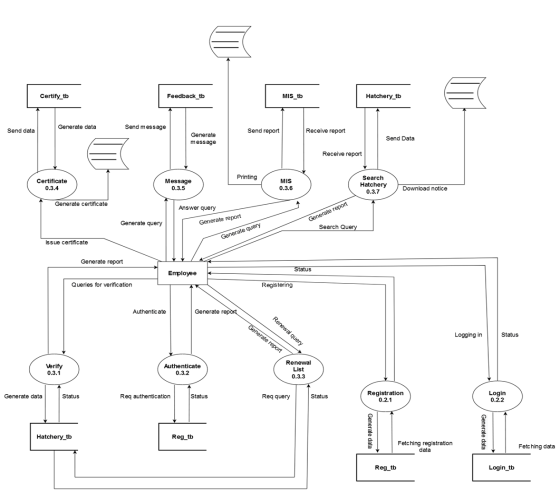 Certify_tb
Feedback_tb
MIS_tb
Hatchery_tb
Send data
Generate data
Send message
Generate
message
Send report
Receive report
Receive report
Send Data
Certificate
0.3.4
Generate certificate
Message
0.3.5
Printing
MIS
0.3.6
Search
Hatchery
0.3.7
Download notice
Issue certificate
Generate query
Answer query
Generate report
Generate query
Generate report
Search Query
Generate report
Employee
Status
Queries for verification
Registering
Authenticate
Generate report
Generate report
Renewal query
Logging in
Status
Verify
0.3.1
Authenticate
0.3.2
Renewal
List
0.3.3
Registration
0.2.1
Login
0.2.2
Generate data
Status
Req authentication
Status
Req query
Status
Generate data
Fetching registration
data
Generate data
Fetching data
Hatchery_tb
Reg_tb
Reg_tb
Login_tb